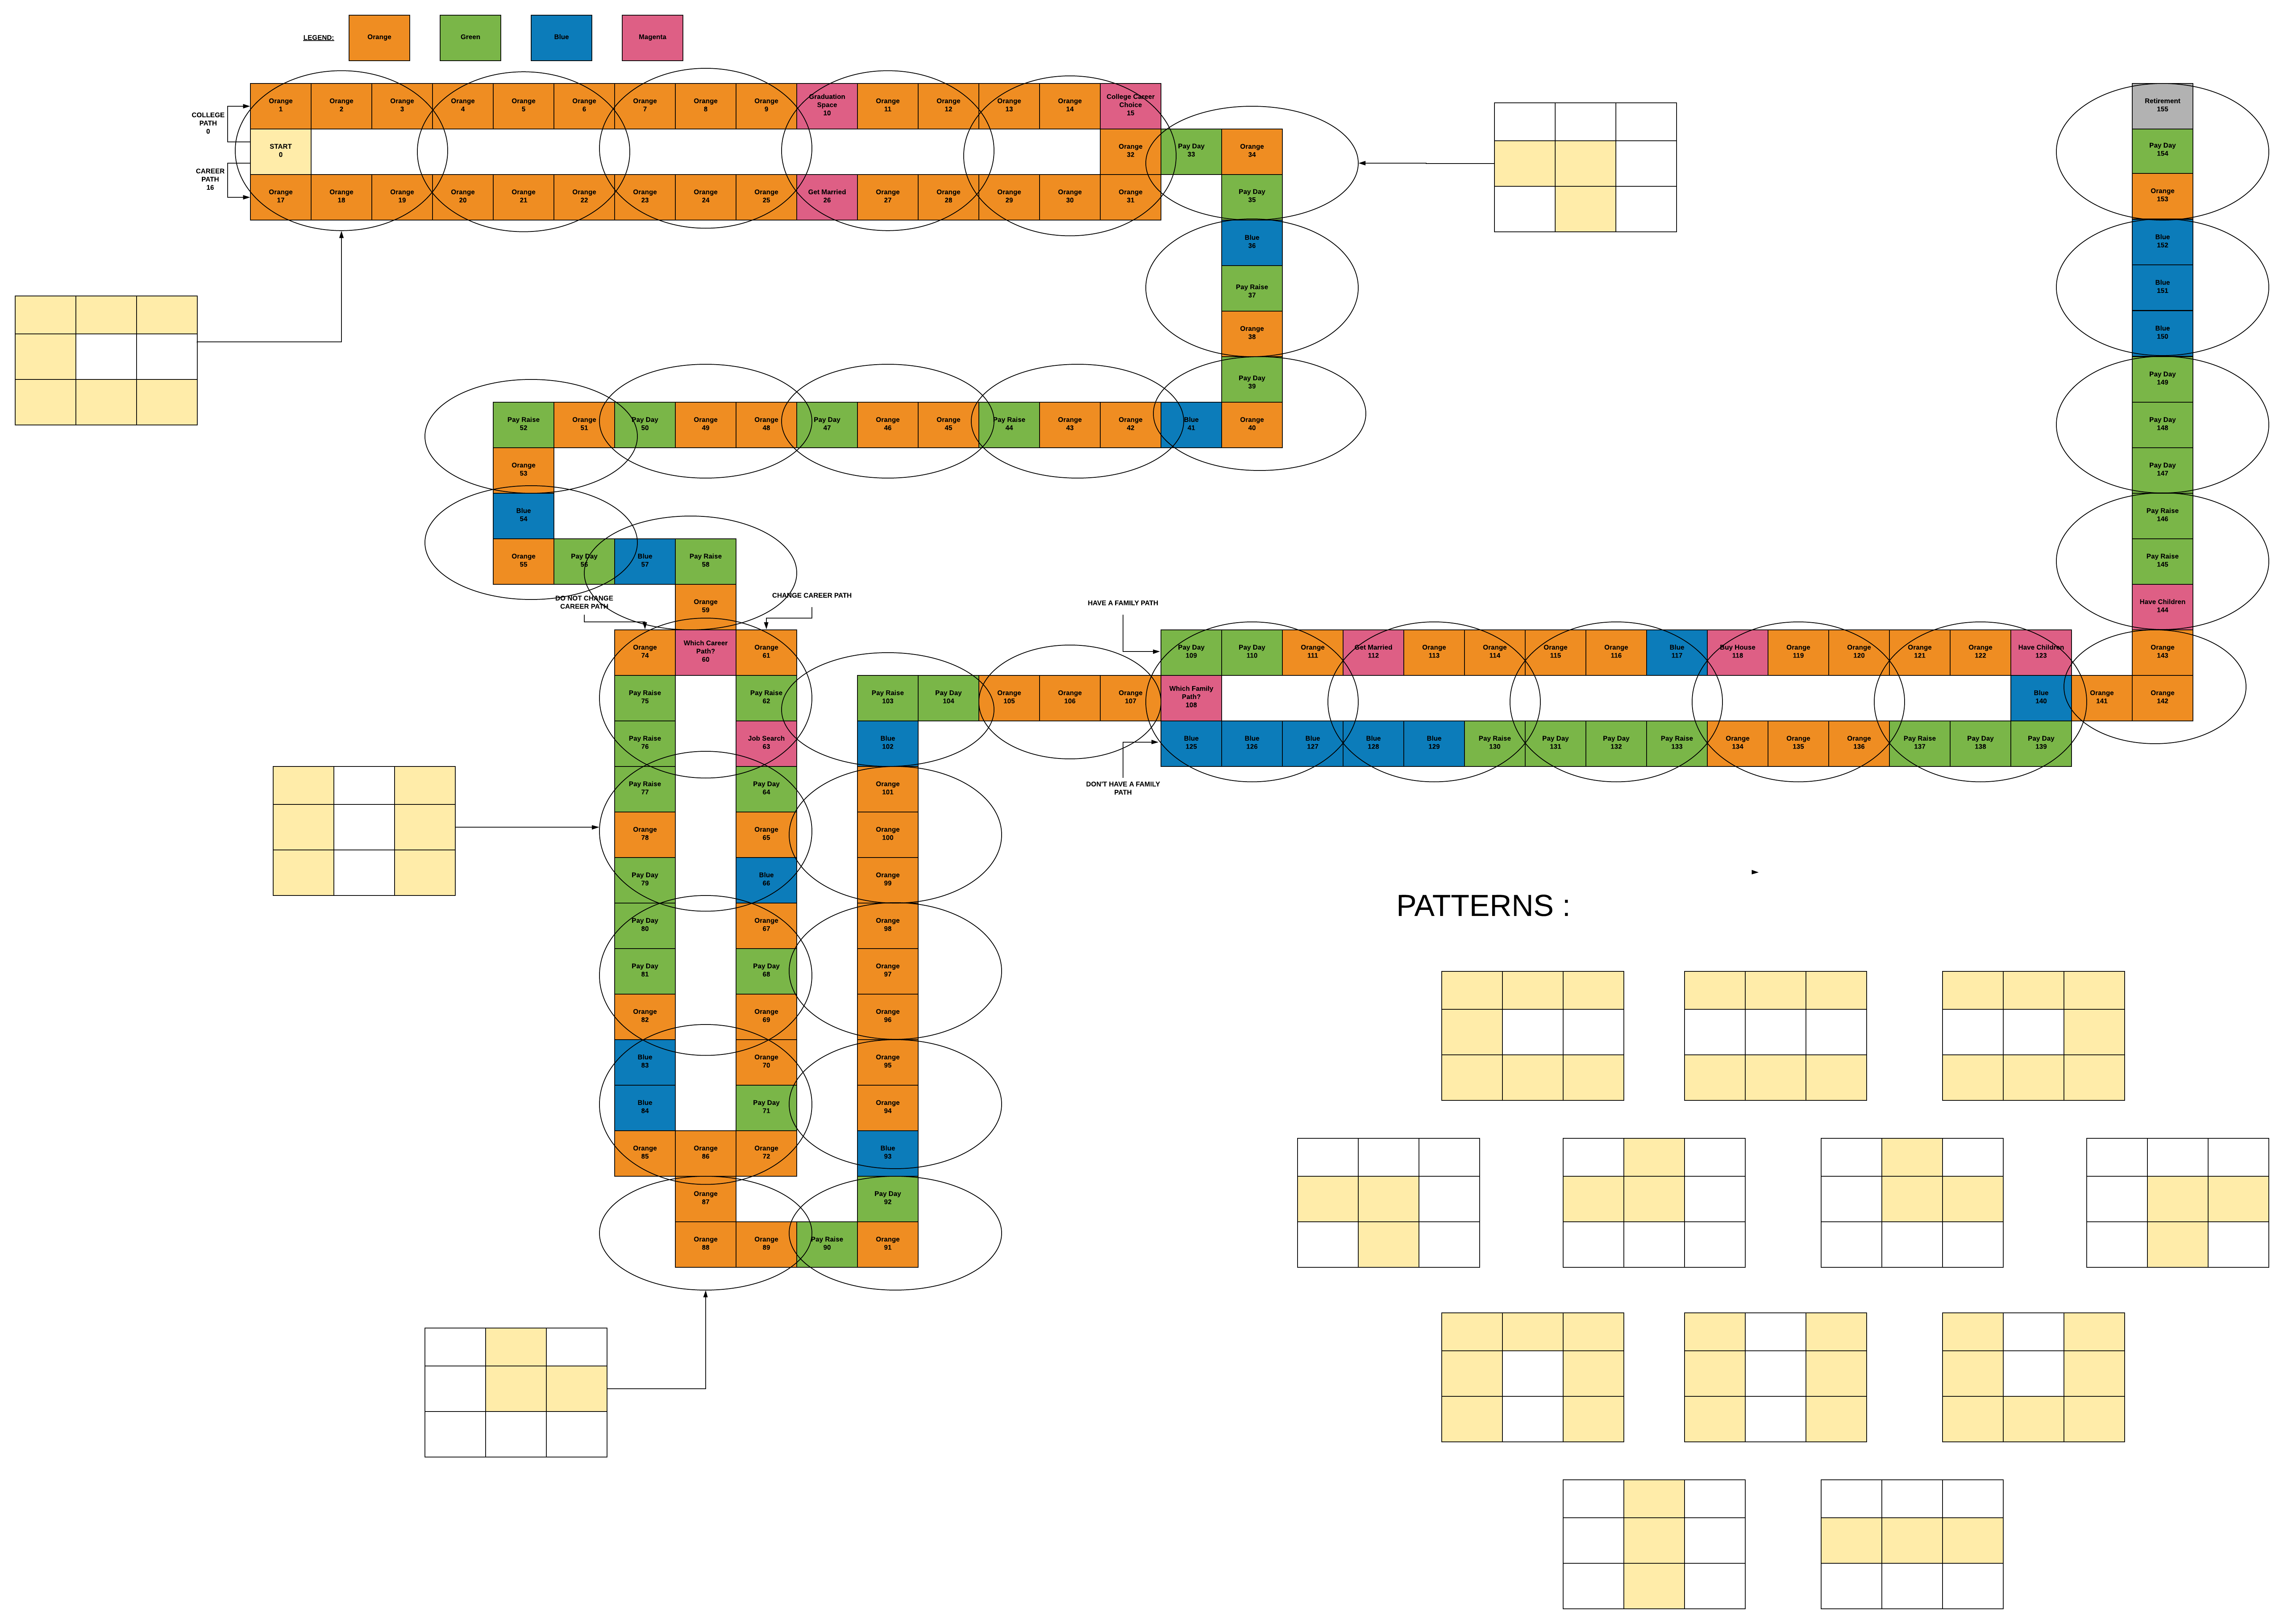 LEGEND:
Orange
Green
Blue
Magenta
Orange
1
Orange
2
Orange
3
Orange
4
Orange
5
Orange
6
Orange
7
Orange
8
Orange
9
Graduation
Space
10
Orange
11
Orange
12
Orange
13
Orange
14
College Career
Choice
15
COLLEGE
PATH
0
START
0
CAREER
PATH
16
Orange
32
Pay Day
33
Orange
34
Orange
17
Orange
18
Orange
19
Orange
20
Orange
21
Orange
22
Orange
23
Orange
24
Orange
25
Get Married
26
Orange
27
Orange
28
Orange
29
Orange
30
Orange
31
Pay Day
35
Blue
36
Pay Raise
37
Orange
38
Pay Day
39
Pay Raise
52
Orange
51
Pay Day
50
Orange
49
Orange
48
Pay Day
47
Orange
46
Orange
45
Pay Raise
44
Orange
43
Orange
42
Blue
41
Orange
40
Orange
53
Blue
54
Orange
55
Pay Day
56
Blue
57
Pay Raise
58
Orange
59
DO NOT CHANGE
CAREER PATH
CHANGE CAREER PATH
Orange
74
Which Career
Path?
60
Orange
61
Pay Raise
75
Pay Raise
62
Pay Raise
76
Job Search
63
Pay Raise
77
Pay Day
64
Orange
78
Orange
65
Pay Day
79
Blue
66
Pay Day
80
Orange
67
Pay Day
81
Pay Day
68
Orange
82
Orange
69
Blue
83
Orange
70
Blue
84
Pay Day
71
Orange
85
Orange
86
Orange
72
Orange
87
Orange
88
Orange
89
Pay Raise
90
Orange
91
Pay Day
92
Blue
93
Orange
94
Orange
95
Orange
96
Orange
97
Orange
98
Orange
99
Orange
100
Orange
101
Blue
102
Pay Raise
103
Pay Day
104
Orange
105
Orange
106
Orange
107
Which Family
Path?
108
HAVE A FAMILY PATH
Pay Day
109
Pay Day
110
Orange
111
Get Married
112
Orange
113
Orange
114
Orange
115
Orange
116
Blue
117
Buy House
118
Orange
119
Orange
120
Orange
121
Orange
122
Have Children
123
DON'T HAVE A FAMILY
PATH
Blue
125
Blue
126
Blue
127
Blue
128
Blue
129
Pay Raise
130
Pay Day
131
Pay Day
132
Pay Raise
133
Orange
134
Orange
135
Orange
136
Pay Raise
137
Pay Day
138
Pay Day
139
Blue
140
Orange
141
Orange
142
Orange
143
Have Children
144
Pay Raise
145
Pay Raise
146
Pay Day
147
Pay Day
148
Pay Day
149
Blue
150
Blue
151
Blue
152
Orange
153
Pay Day
154
Retirement
155
PATTERNS :